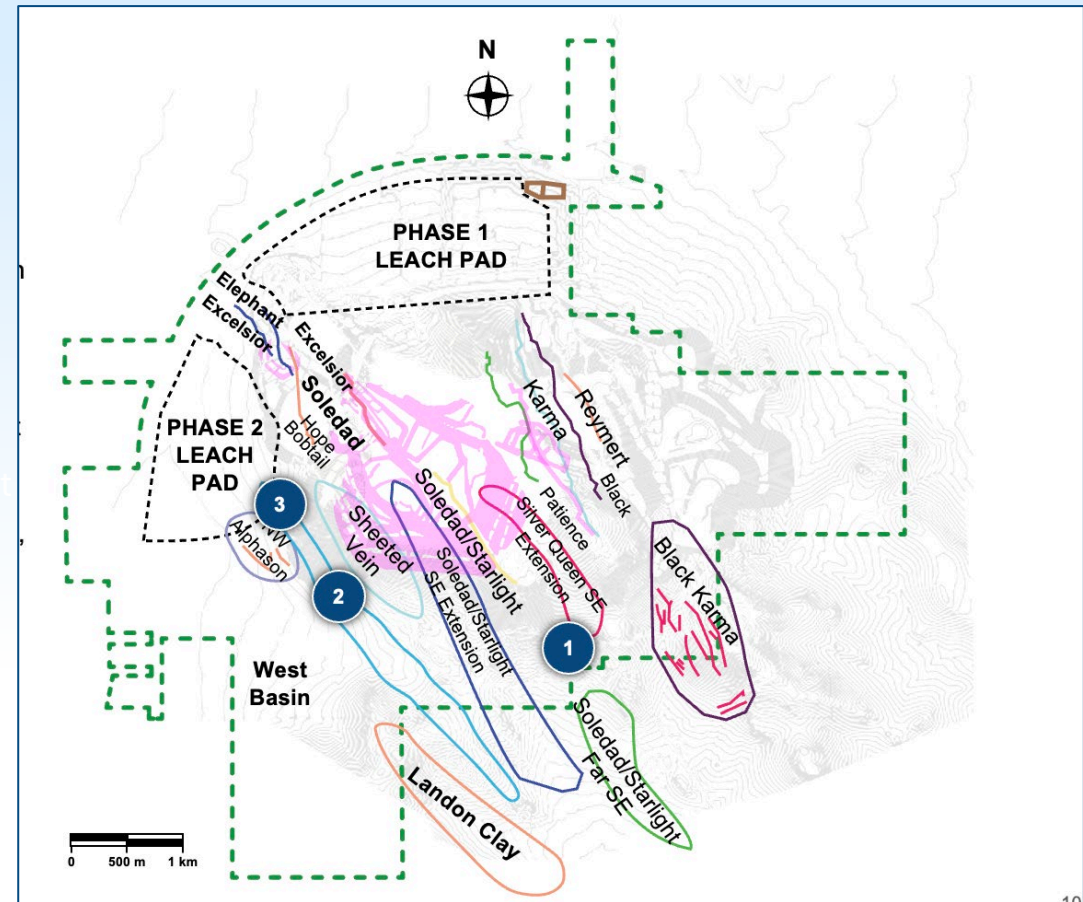 N
PHASE 1
LEACH PAD
Elephant
Excelsior
Excelsior
Soledad
Hope
Bobtail
PHASE 2
LEACH
PAD
Karma
Reymert
Black
Patience
Soledad/Starlight
Silver Queen SE
Extension
Sheeted
Vein
Soledad/Starlight
SE Extension
3
NW
Alphason
2
1
Black Karma
West
Basin
Soledad/Starlight
Far SE
Landon Clay
0 500 m 1 km
10